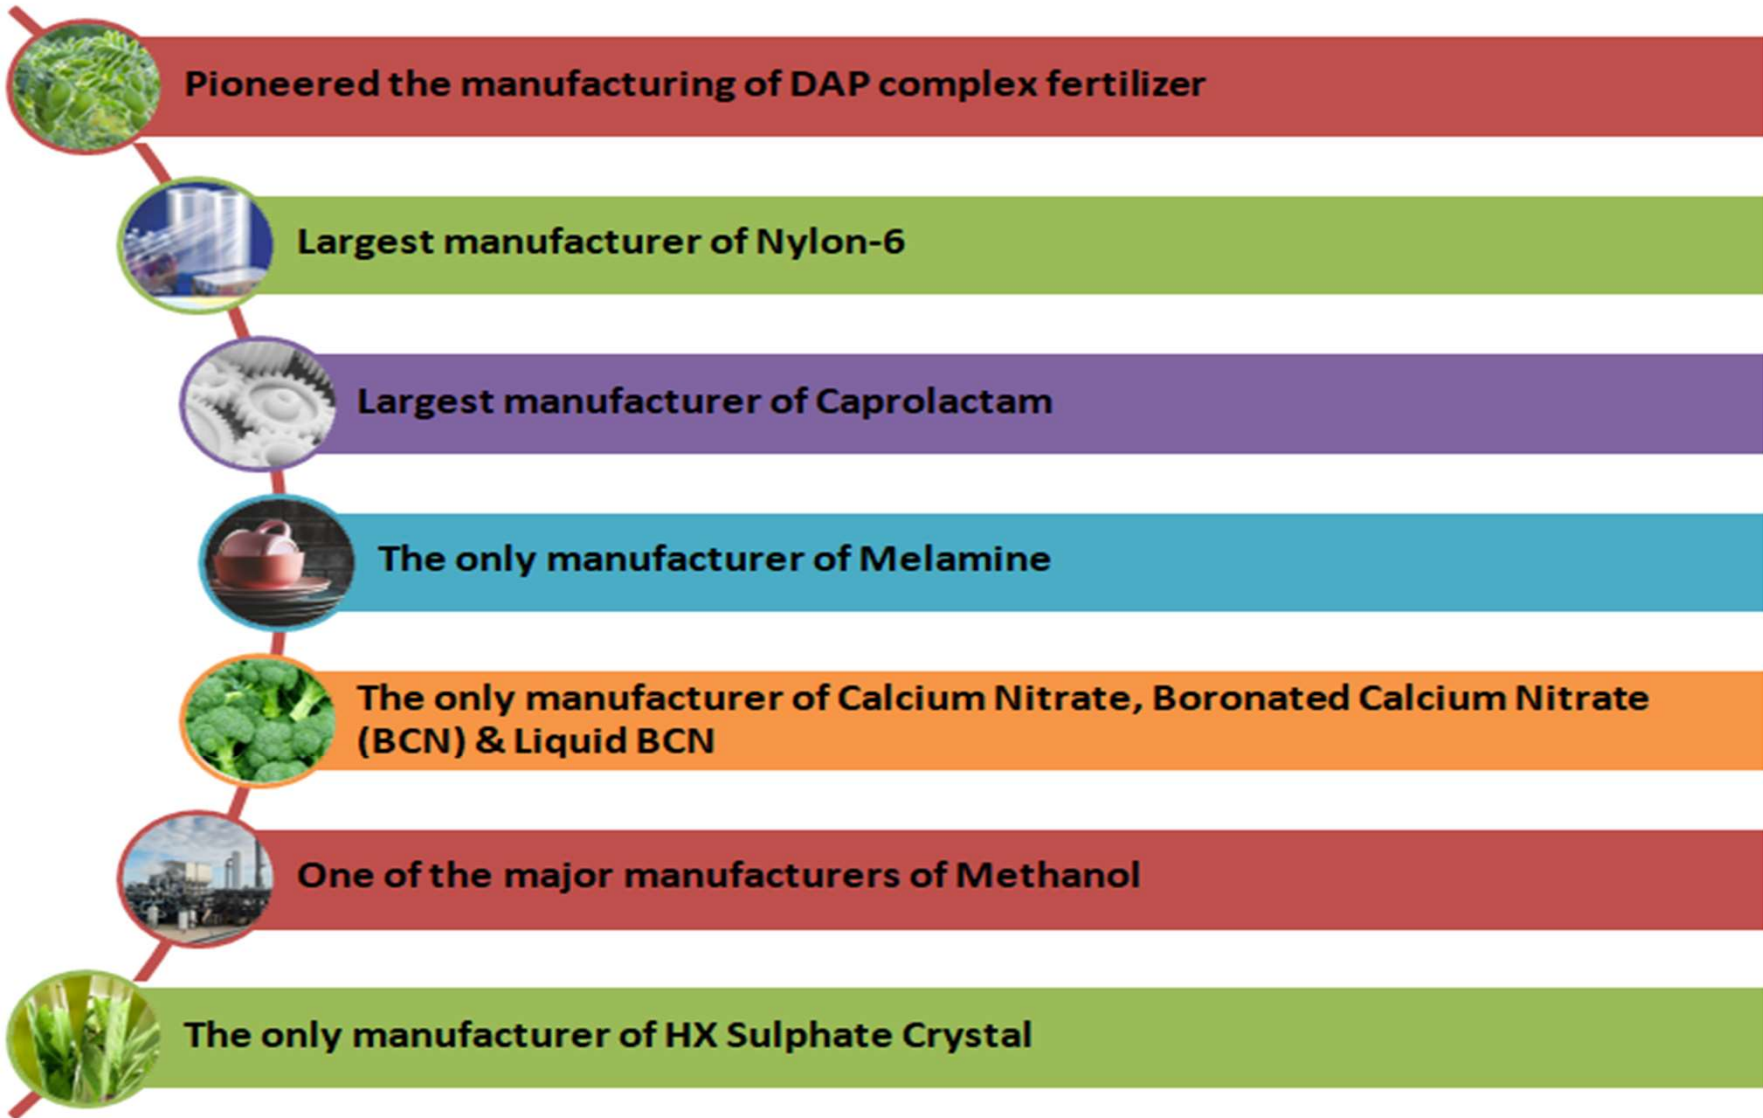 Pioneered the manufacturing of DAP complex fertilizer
Largest manufacturer of Nylon-6
Largest manufacturer of Caprolactam
The only manufacturer of Melamine
The only manufacturer of Calcium Nitrate, Boronated Calcium Nitrate
(BCN) & Liquid BCN
One of the major manufacturers of Methanol
The only manufacturer of HX Sulphate Crystal